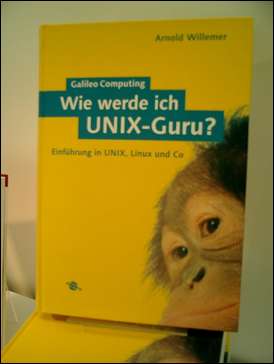 Arnold Willemer
Galileo Computing
Wie werde ich
UNIX-Guru?
Einführung in UNIX, Linux und Co